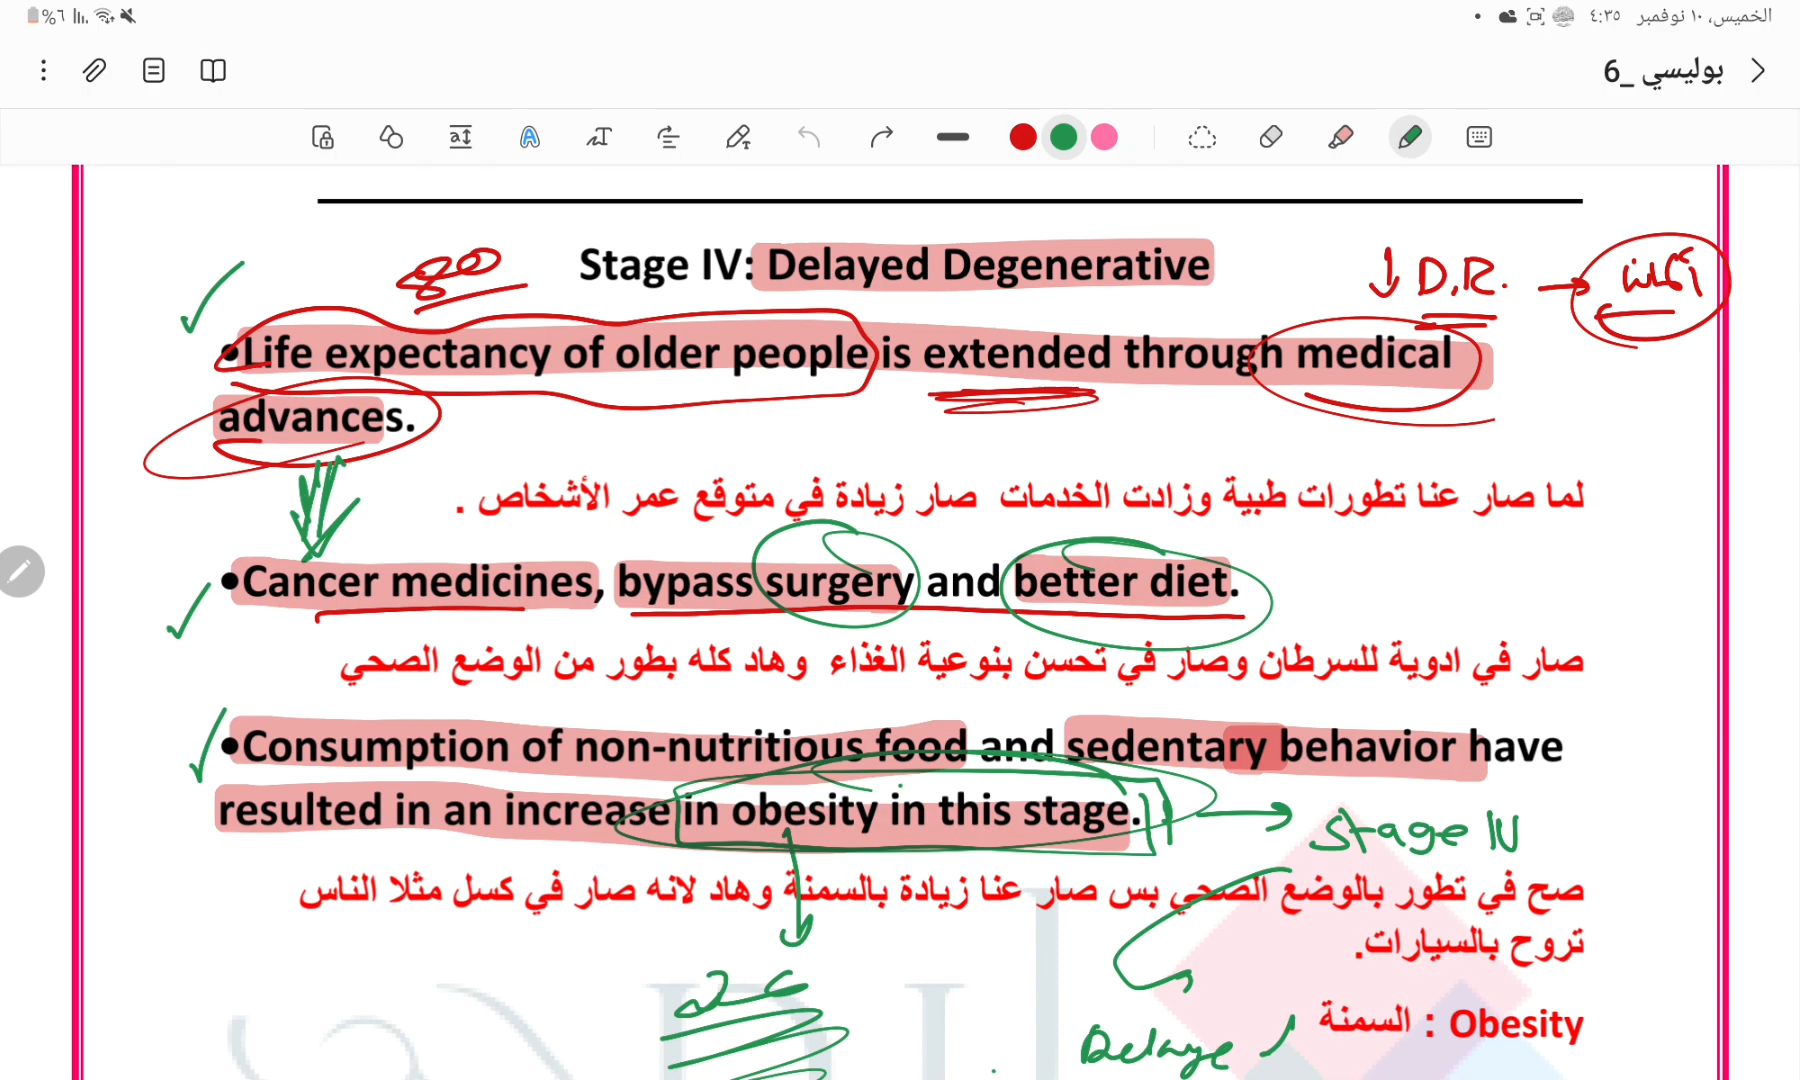 %٦ الخميس، ١٠ نوفمبر ٤:٣٥
بوليسي _6
80
Stage IV: Delayed Degenerative
↓ D.R. →
•Life expectancy of older people is extended through medical
advances.
لما صار عنا تطورات طبية وزادت الخدمات صار زيادة في متوقع عمر الأشخاص .
•Cancer medicines, bypass surgery and better diet.
صار في ادوية للسرطان وصار في تحسن بنوعية الغذاء وهاد كله بطور من الوضع الصحي
•Consumption of non-nutritious food and sedentary behavior have
resulted in an increase in obesity in this stage.
Stage IV
صح في تطور بالوضع الصحي بس صار عنا زيادة بالسمنة وهاد لانه صار في كسل مثلا الناس
تروح بالسيارات.
Obesity : السمنة
Delaye